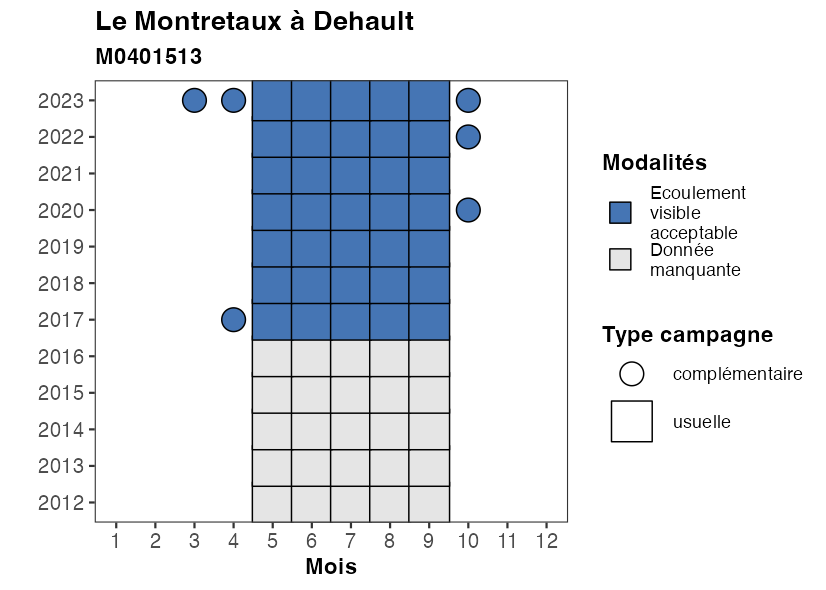 Le Montretaux à Dehault
M0401513
2023
2022
2021
2020
2019
2018
2017
2016
2015
2014
2013
2012
1 2 3 4 5 6 7 8 9 10 11 12
Mois
Modalités
Ecoulement
visible
acceptable
Donnée
manquante
Type campagne
complémentaire
usuelle